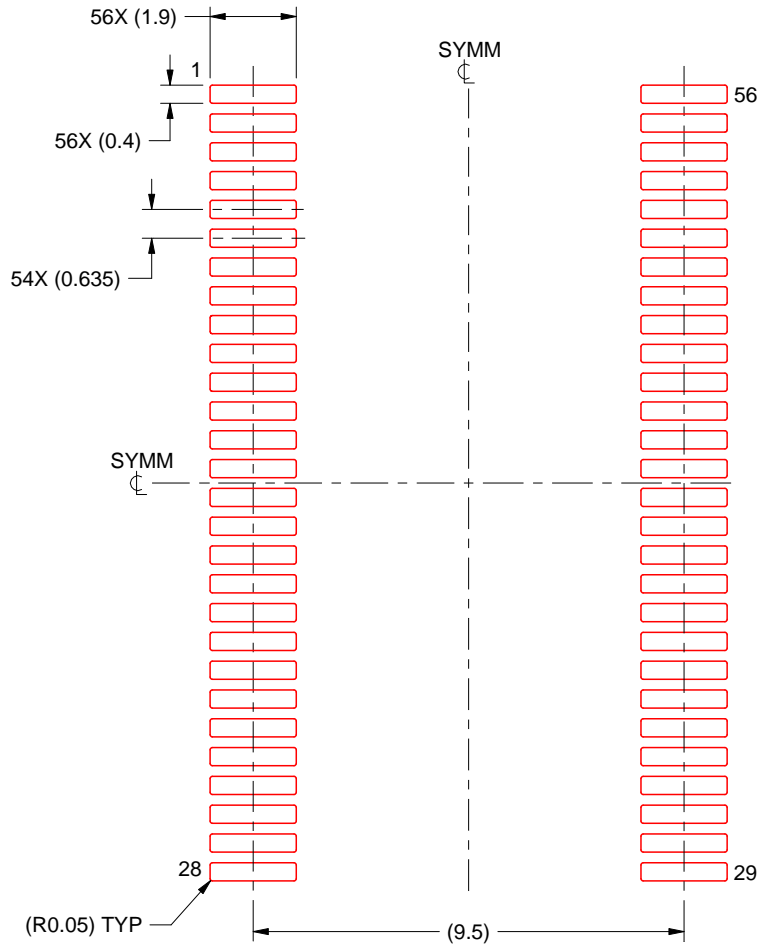 56X (1.9)
SYMM
1
56
56X (0.4)
54X (0.635)
SYMM
28
29
(R0.05) TYP
(9.5)